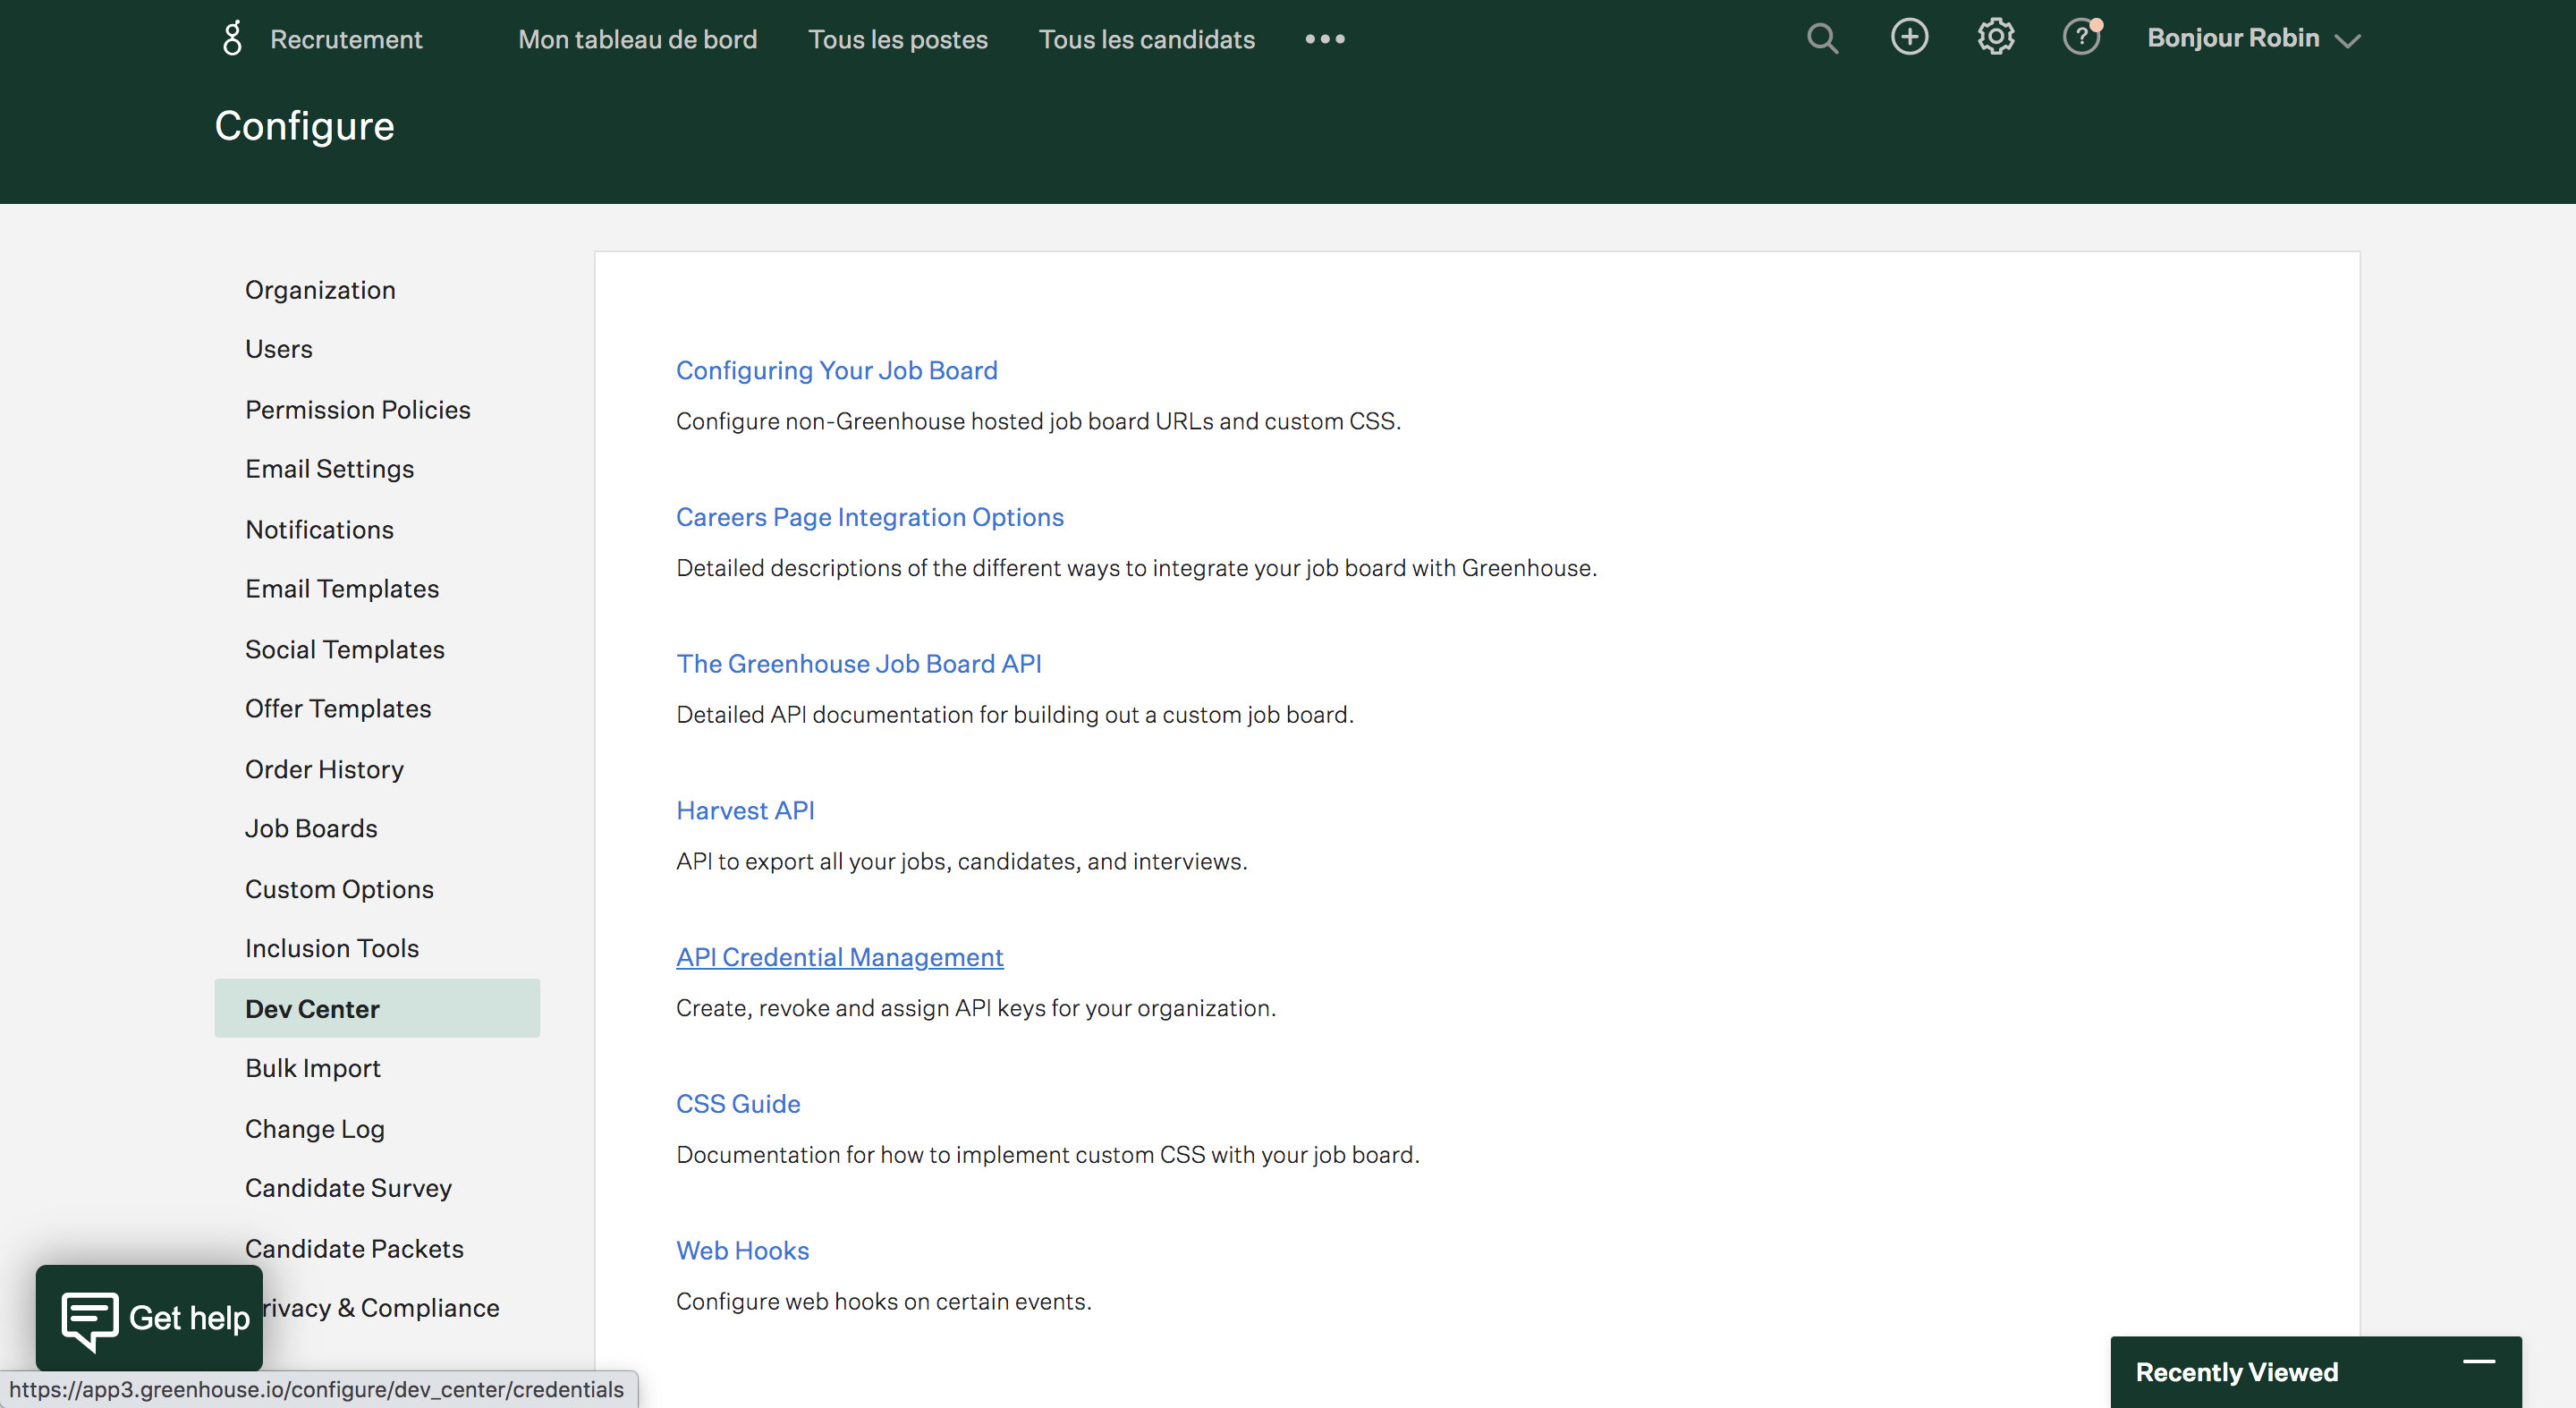 Recrutement
Mon tableau de bord
Tous les postes
Tous les candidats
Bonjour Robin
Configure
Organization
Users
Permission Policies
Email Settings
Notifications
Email Templates
Social Templates
Offer Templates
Order History
Job Boards
Custom Options
Inclusion Tools
Dev Center
Bulk Import
Change Log
Candidate Survey
Candidate Packets
rivacy & Compliance
Get help
https://app3.greenhouse.io/configure/dev_center/credentials
Configuring Your Job Board
Configure non-Greenhouse hosted job board URLs and custom CSS.
Careers Page Integration Options
Detailed descriptions of the different ways to integrate your job board with Greenhouse.
The Greenhouse Job Board API
Detailed API documentation for building out a custom job board.
Harvest API
API to export all your jobs, candidates, and interviews.
API Credential Management
Create, revoke and assign API keys for your organization.
CSS Guide
Documentation for how to implement custom CSS with your job board.
Web Hooks
Configure web hooks on certain events.
Recently Viewed